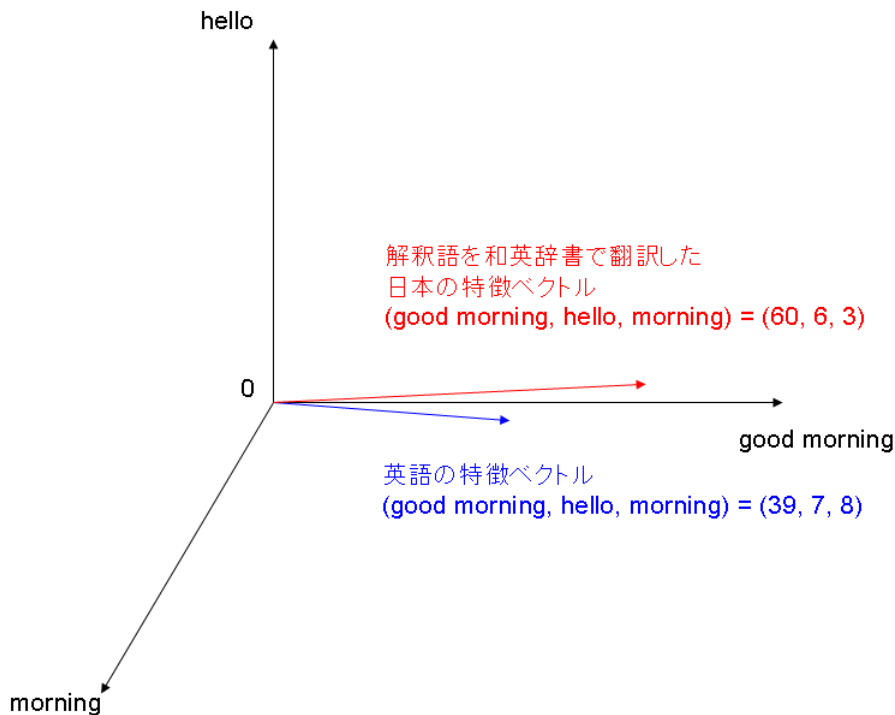 hello
解釈語を和英辞書で翻訳した
日本の特徴ベクトル
(good morning, hello, morning) = (60, 6, 3)
0
good morning
英語の特徴ベクトル
(good morning, hello, morning) = (39, 7, 8)
morning